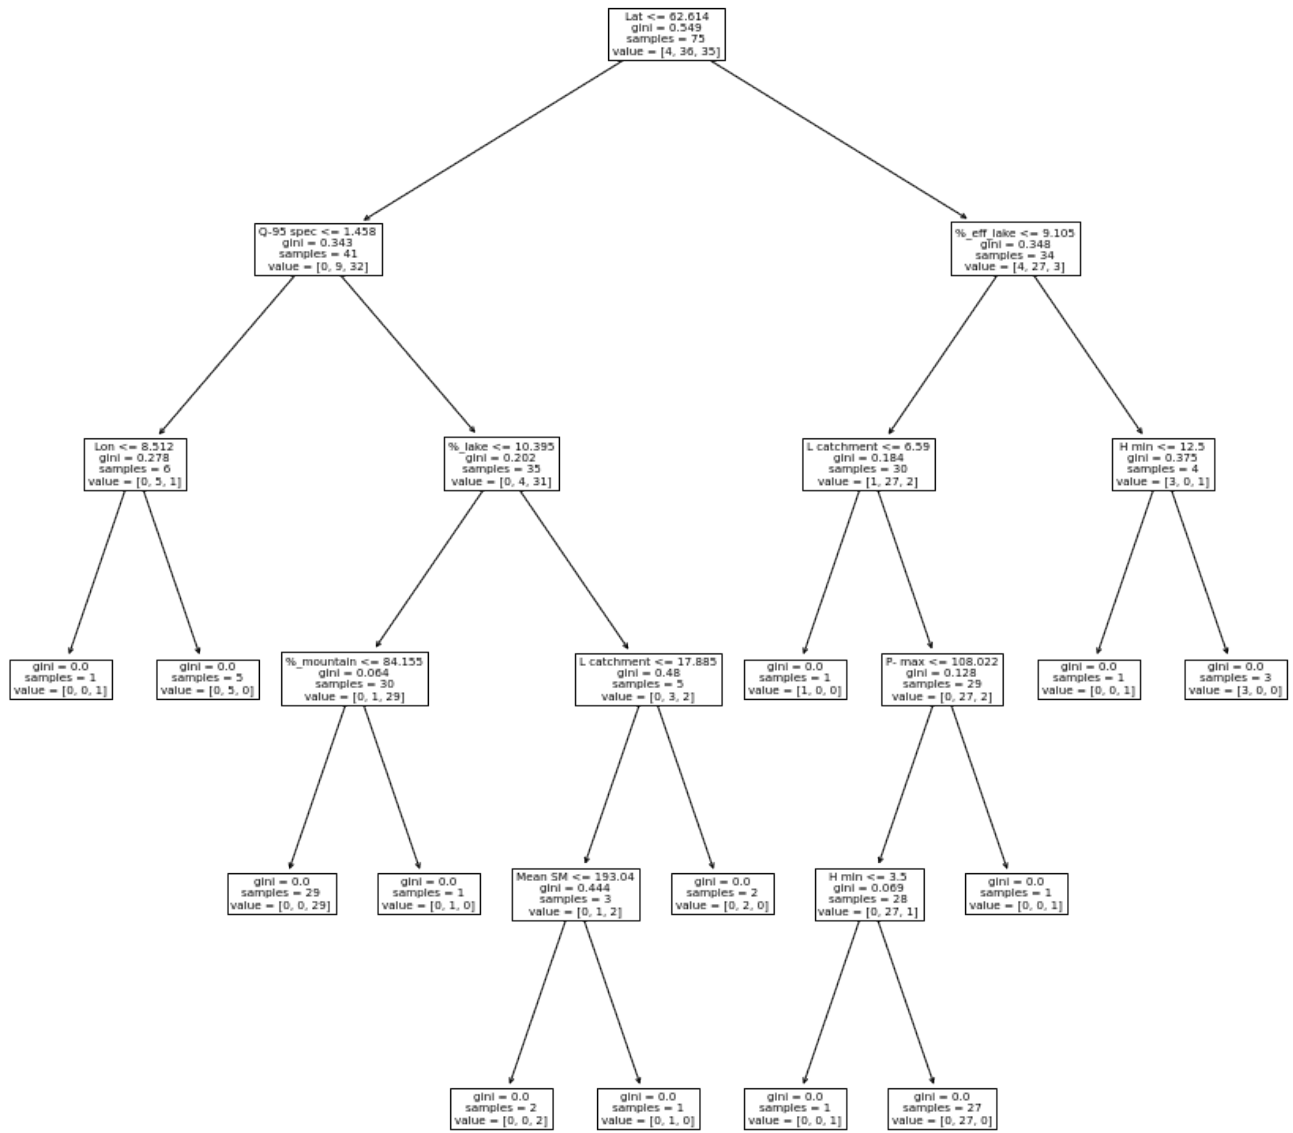 Lat <= 62.614
gini = 0.549
samples = 75
value = [4, 36, 35]
Q-95 spec <= 1.458
gini = 0.343
samples = 41
value = [0, 9, 32]
%_eff_lake <= 9.105
gini = 0.348
samples = 34
value = [4, 27, 3]
Lon <= 8.512
gini = 0.278
samples = 6
value = [0, 5, 1]
%_lake <= 10.395
gini = 0.202
samples = 35
value = [0, 4, 31]
L catchment <= 6.59
gini = 0.184
samples = 30
value = [1, 27, 2]
H min <= 12.5
gini = 0.375
samples = 4
value = [3, 0, 1]
gini = 0.0
samples = 1
value = [0, 0, 1]
gini = 0.0
samples = 5
value = [0, 5, 0]
%_mountain <= 84.155
gini = 0.064
samples = 30
value = [0, 1, 29]
L catchment <= 17.885
gini = 0.48
samples = 5
value = [0, 3, 2]
gini = 0.0
samples = 1
value = [1, 0, 0]
P- max <= 108.022
gini = 0.128
samples = 29
value = [0, 27, 2]
gini = 0.0
samples = 1
value = [0, 0, 1]
gini = 0.0
samples = 3
value = [3, 0, 0]
gini = 0.0
samples = 29
value = [0, 0, 29]
gini = 0.0
samples = 1
value = [0, 1, 0]
Mean SM <= 193.04
gini = 0.444
samples = 3
value = [0, 1, 2]
gini = 0.0
samples = 2
value = [0, 2, 0]
H min <= 3.5
gini = 0.069
samples = 28
value = [0, 27, 1]
gini = 0.0
samples = 1
value = [0, 0, 1]
gini = 0.0
samples = 2
value = [0, 0, 2]
gini = 0.0
samples = 1
value = [0, 1, 0]
gini = 0.0
samples = 1
value = [0, 0, 1]
gini = 0.0
samples = 27
value = [0, 27, 0]